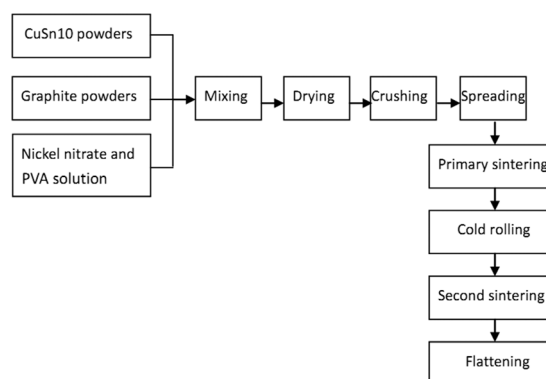 CuSn10 powders
Graphite powders
Nickel nitrate and
PVA solution
Mixing
Drying
Crushing
Spreading
Primary sintering
Cold rolling
Second sintering
Flattening